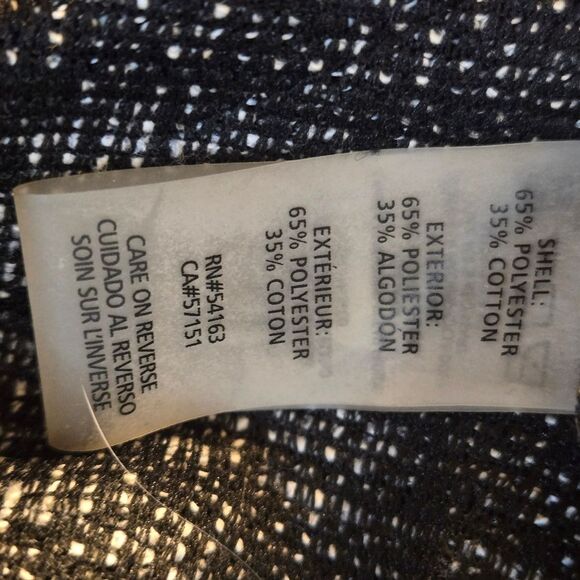 SHELL:
65% POLYESTER
35% COTTON
EXTERIOR:
65% POLIESTER
35% ALGODÓN
EXTÉRIEUR:
65% POLYESTER
35% COTON
RN#54163
CA#57151
CARE ON REVERSE
CUIDADO AL REVERSO
SOIN SUR L'INVERSE